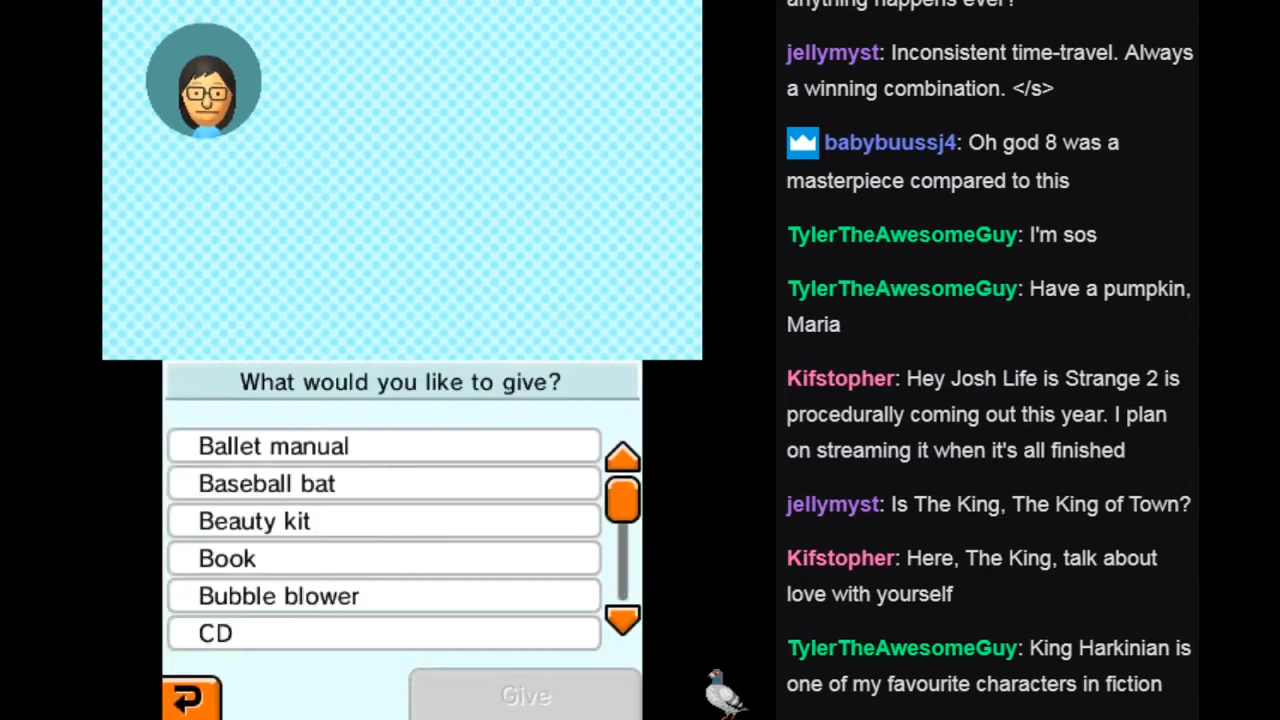 What would you like to give?
Ballet manual
Baseball bat
Beauty kit
Book
Bubble blower
CD
Give
anything happens ever?
jellymyst: Inconsistent time-travel. Always
a winning combination. </s>
babybuussj4: Oh god 8 was a
masterpiece compared to this
TylerTheAwesomeGuy: I'm sos
TylerTheAwesomeGuy: Have a pumpkin,
Maria
Kifstopher: Hey Josh Life is Strange 2 is
procedurally coming out this year. I plan
on streaming it when it's all finished
jellymyst: Is The King, The King of Town?
Kifstopher: Here, The King, talk about
love with yourself
TylerTheAwesomeGuy: King Harkinian is
one of my favourite characters in fiction